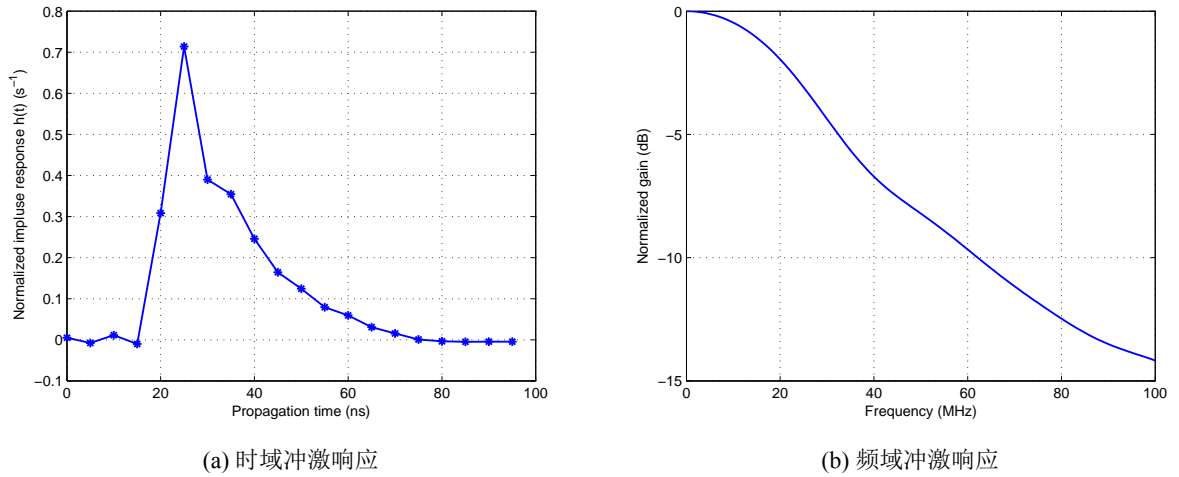 0.8
0.7
0.6
0.5
0.4
0.3
0.2
0.1
0
−0.1
0 20 40 60 80 100
Normalized impluse response h(t) (s⁻¹)
Propagation time (ns)
(a) 时域冲激响应
0
−5
−10
−15
0 20 40 60 80 100
Normalized gain (dB)
Frequency (MHz)
(b) 频域冲激响应